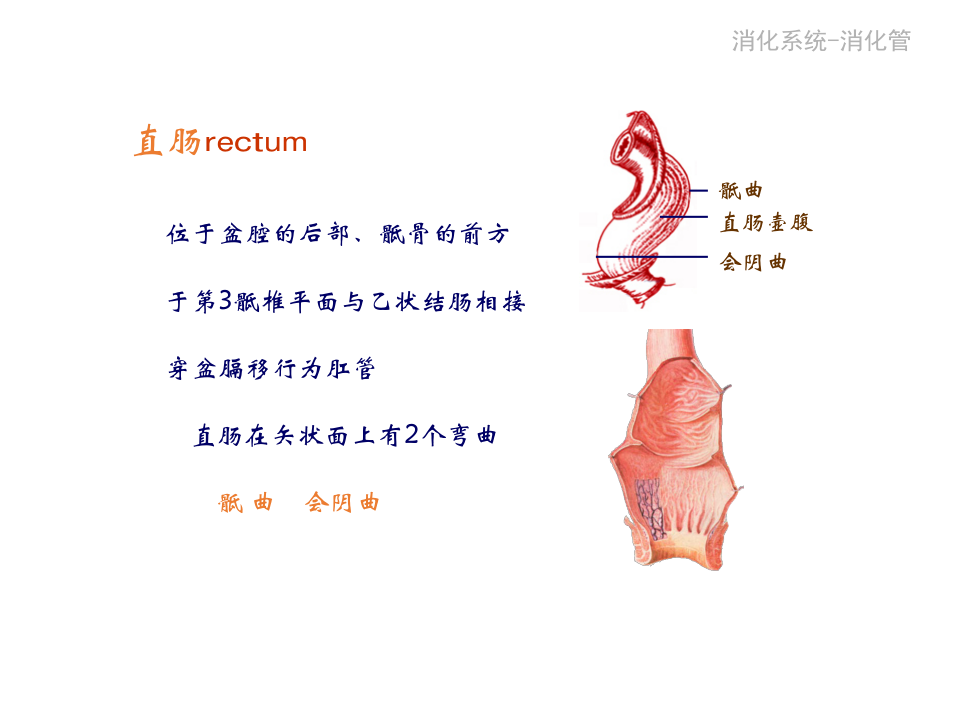 消化系统-消化管
直肠rectum
位于盆腔的后部、骶骨的前方
于第3骶椎平面与乙状结肠相接
穿盆膈移行为肛管
直肠在矢状面上有2个弯曲
骶曲 会阴曲
骶曲
直肠壶腹
会阴曲